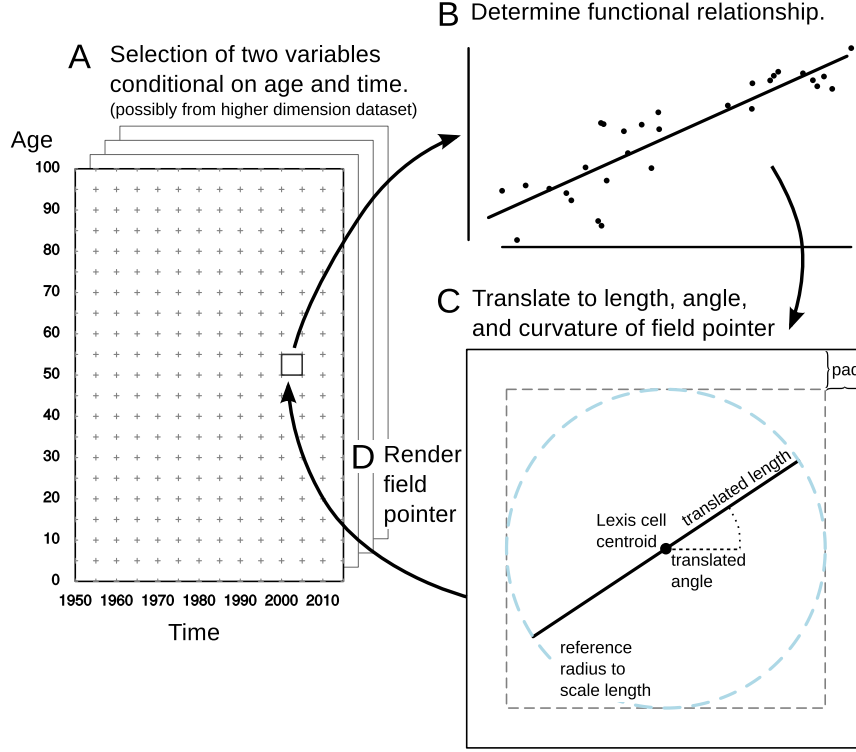 A Selection of two variables
conditional on age and time.
(possibly from higher dimension dataset)
Age
100
90
80
70
60
50
40
30
20
10
0
1950 1960 1970 1980 1990 2000 2010
Time
B Determine functional relationship.
C Translate to length, angle,
and curvature of field pointer
pad
translated length
Lexis cell
centroid
translated
angle
reference
radius to
scale length
D Render
field
pointer